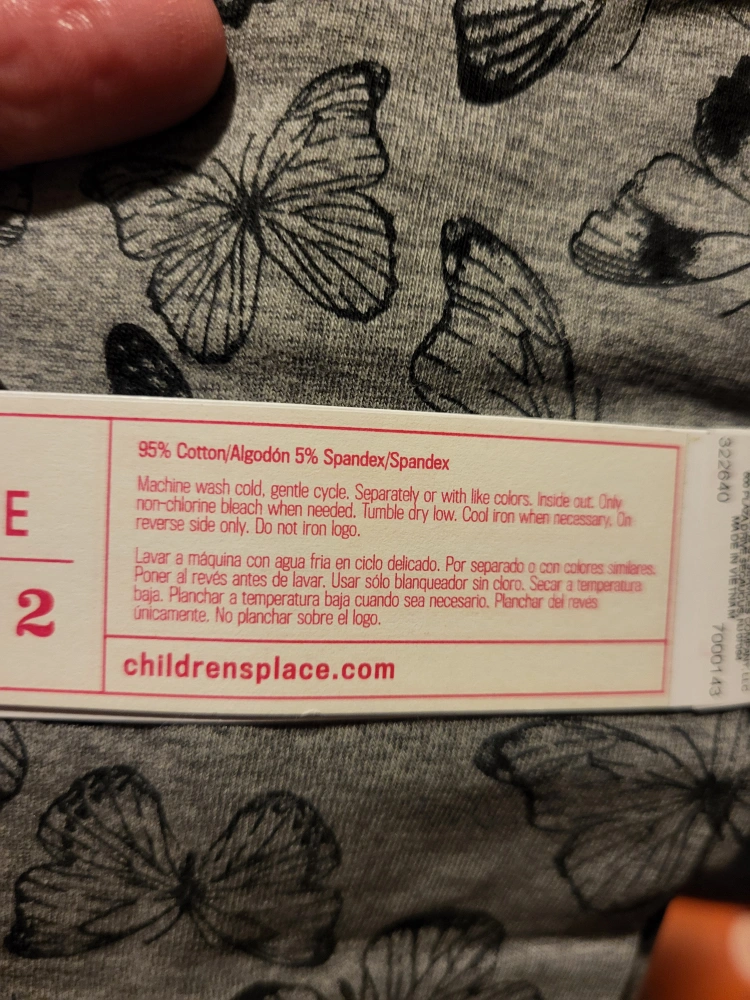 E
2
95% Cotton/Algodón 5% Spandex/Spandex
Machine wash cold, gentle cycle. Separately or with like colors. Inside out. Only
non-chlorine bleach when needed. Tumble dry low. Cool iron when necessary. On
reverse side only. Do not iron logo.
Lavar a máquina con agua fria en ciclo delicado. Por separado o con colores similares.
Poner al revés antes de lavar. Usar sólo blanqueador sin cloro. Secar a temperatura
baja. Planchar a temperatura baja cuando sea necesario. Planchar del revés
únicamente. No planchar sobre el logo.
childrensplace.com
322640
7000143
MADE IN VIETNAM